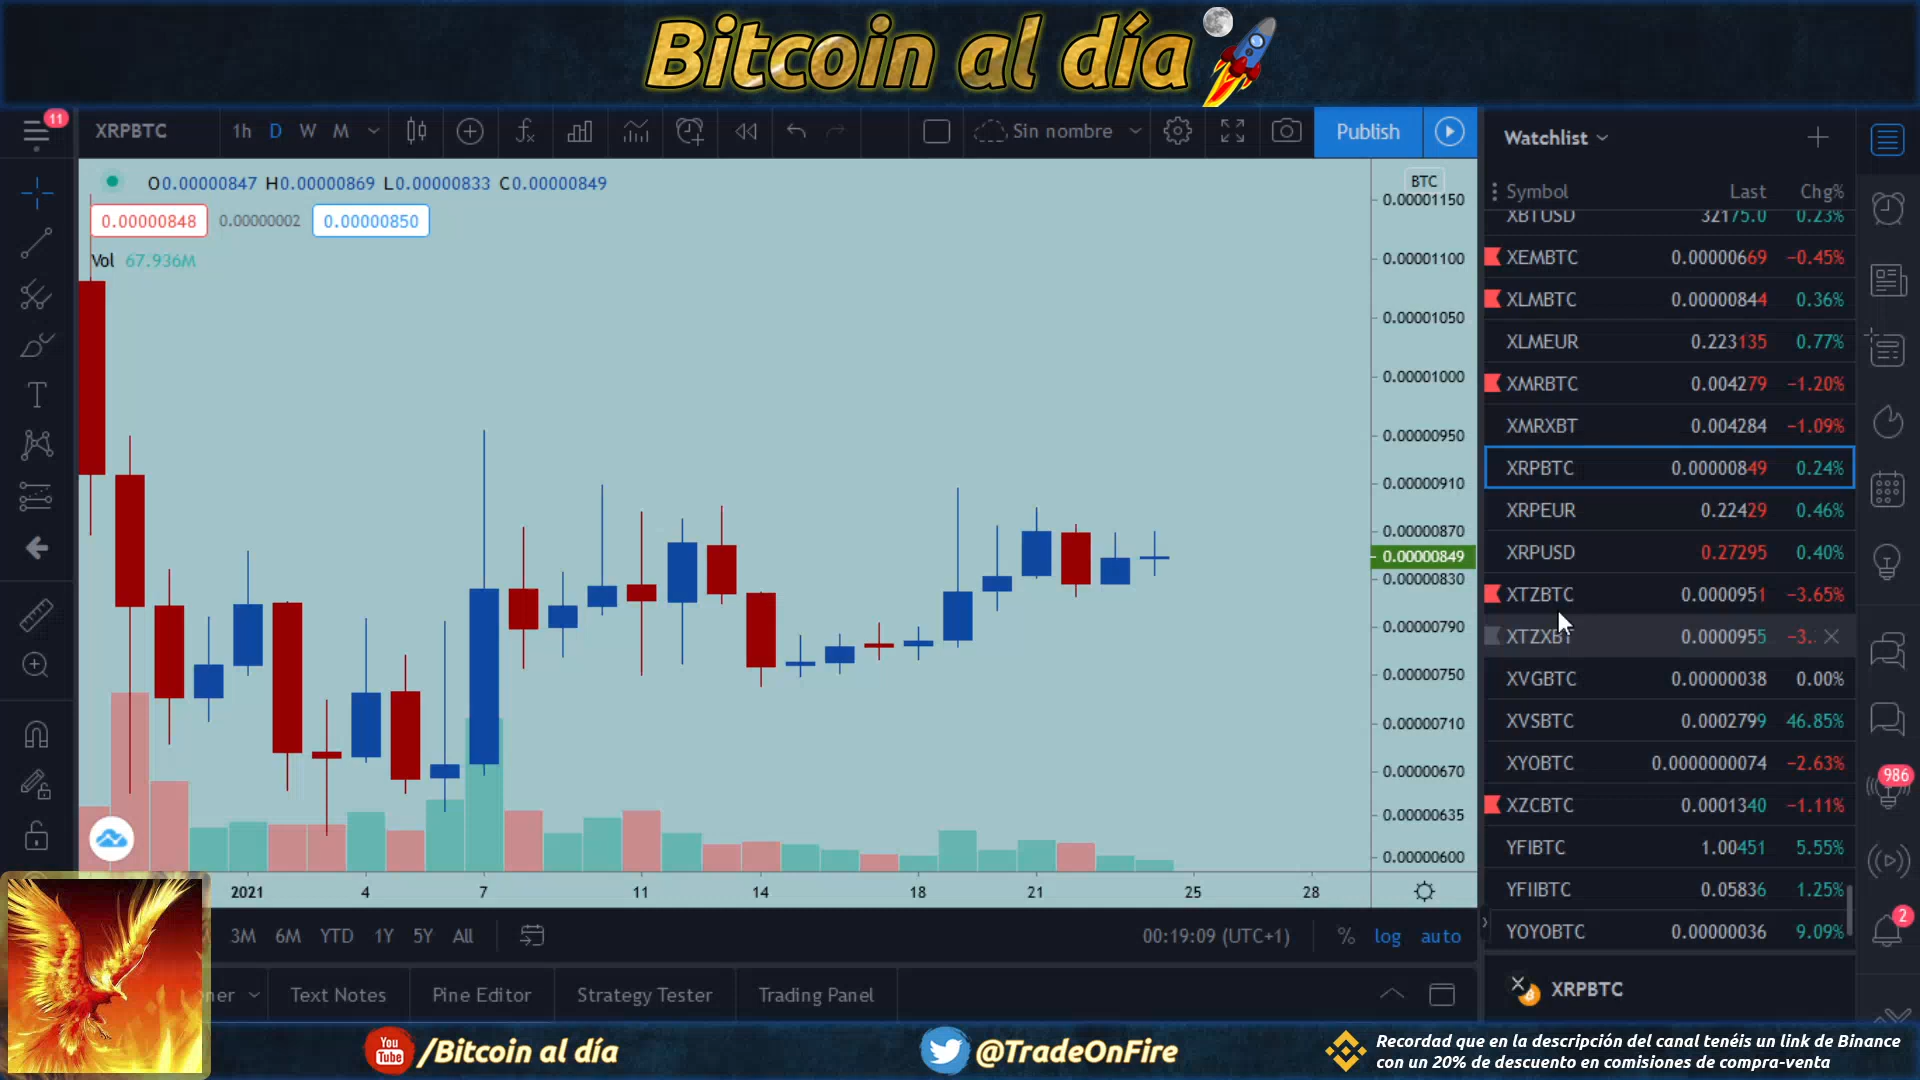 Bitcoin al día
11
XRPBTC
1h D W M
Sin nombre
Publish
O0.00000847 H0.00000869 L0.00000833 C0.00000849
0.00000848 0.00000002 0.00000850
Vol 67.936M
BTC
0.00001150
0.00001100
0.00001050
0.00001000
0.00000950
0.00000910
0.00000870
0.00000849
0.00000830
0.00000790
0.00000750
0.00000710
0.00000670
0.00000635
0.00000600
2021 4 7 11 14 18 21 25 28
3M 6M YTD 1Y 5Y All
00:19:09 (UTC+1) % log auto
ner Text Notes Pine Editor Strategy Tester Trading Panel
Watchlist
Symbol Last Chg%
XBTUSD 32175.0 0.23%
XEMBTC 0.00000669 −0.45%
XLMBTC 0.00000844 0.36%
XLMEUR 0.223135 0.77%
XMRBTC 0.004279 −1.20%
XMRXBT 0.004284 −1.09%
XRPBTC 0.00000849 0.24%
XRPEUR 0.22429 0.46%
XRPUSD 0.27295 0.40%
XTZBTC 0.0000951 −3.65%
XTZXBT 0.0000955 −3.
XVGBTC 0.00000038 0.00%
XVSBTC 0.0002799 46.85%
XYOBTC 0.0000000074 −2.63%
XZCBTC 0.0001340 −1.11%
YFIBTC 1.00451 5.55%
YFIIBTC 0.05836 1.25%
YOYOBTC 0.00000036 9.09%
XRPBTC
986
2
You Tube /Bitcoin al día
@TradeOnFire
Recordad que en la descripción del canal tenéis un link de Binance
con un 20% de descuento en comisiones de compra-venta